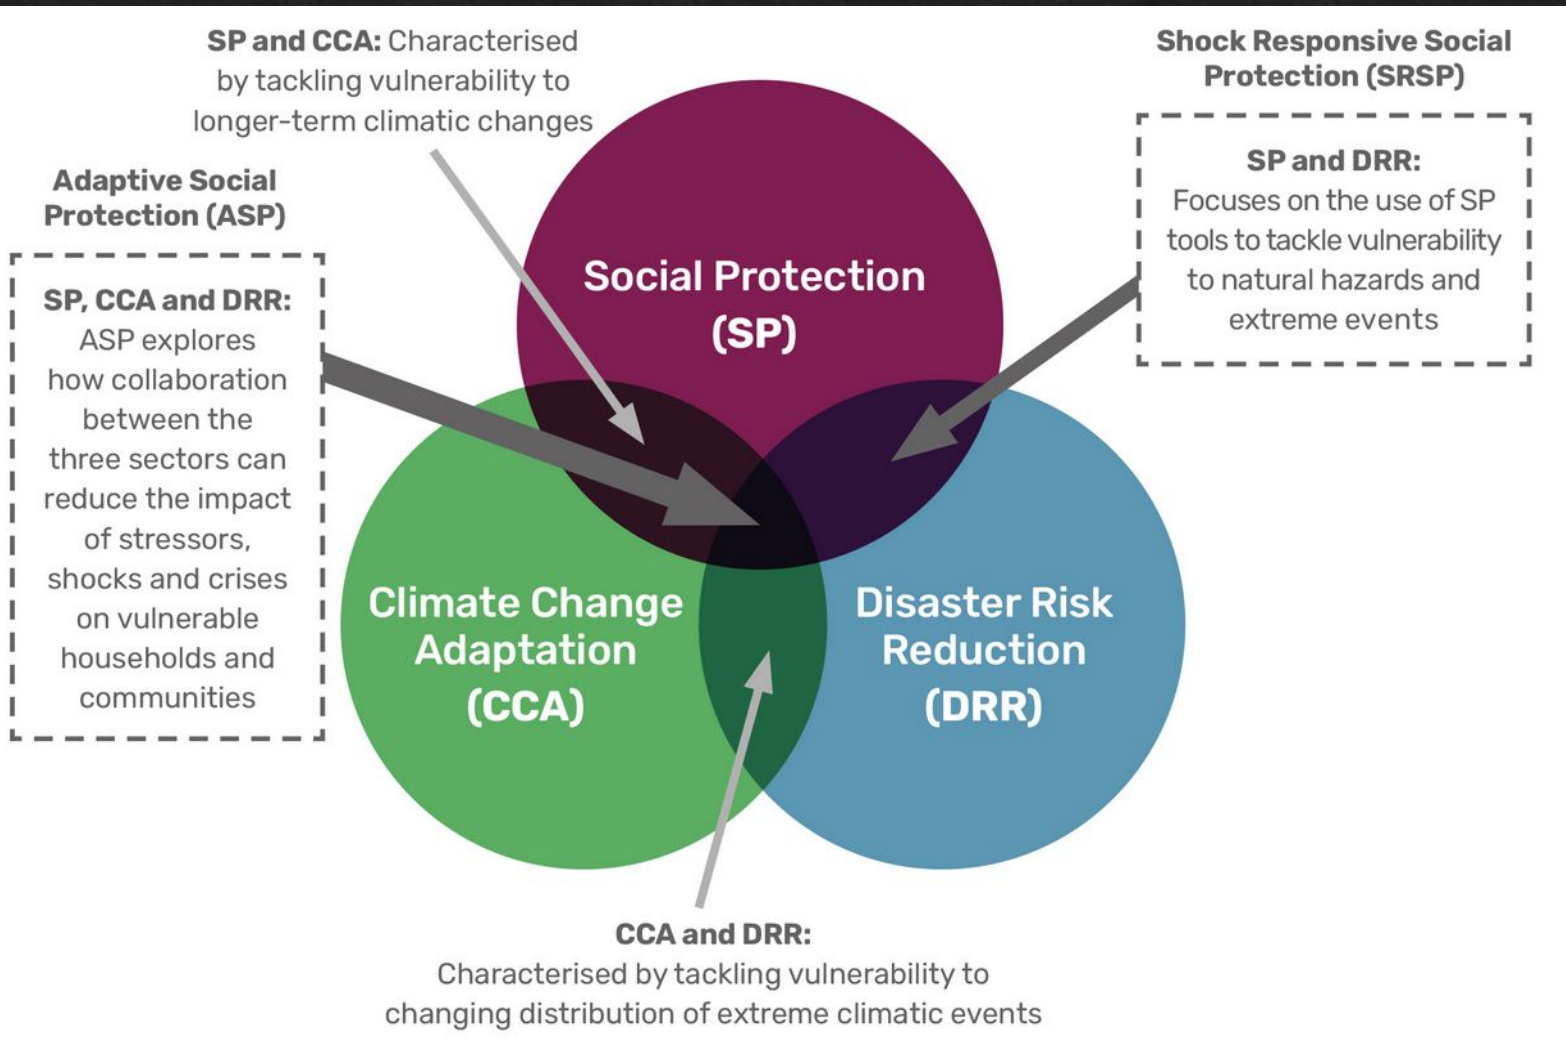 SP and CCA: Characterised
by tackling vulnerability to
longer-term climatic changes
Shock Responsive Social
Protection (SRSP)
SP and DRR:
Focuses on the use of SP
tools to tackle vulnerability
to natural hazards and
extreme events
Adaptive Social
Protection (ASP)
SP, CCA and DRR:
ASP explores
how collaboration
between the
three sectors can
reduce the impact
of stressors,
shocks and crises
on vulnerable
households and
communities
Social Protection
(SP)
Climate Change
Adaptation
(CCA)
Disaster Risk
Reduction
(DRR)
CCA and DRR:
Characterised by tackling vulnerability to
changing distribution of extreme climatic events